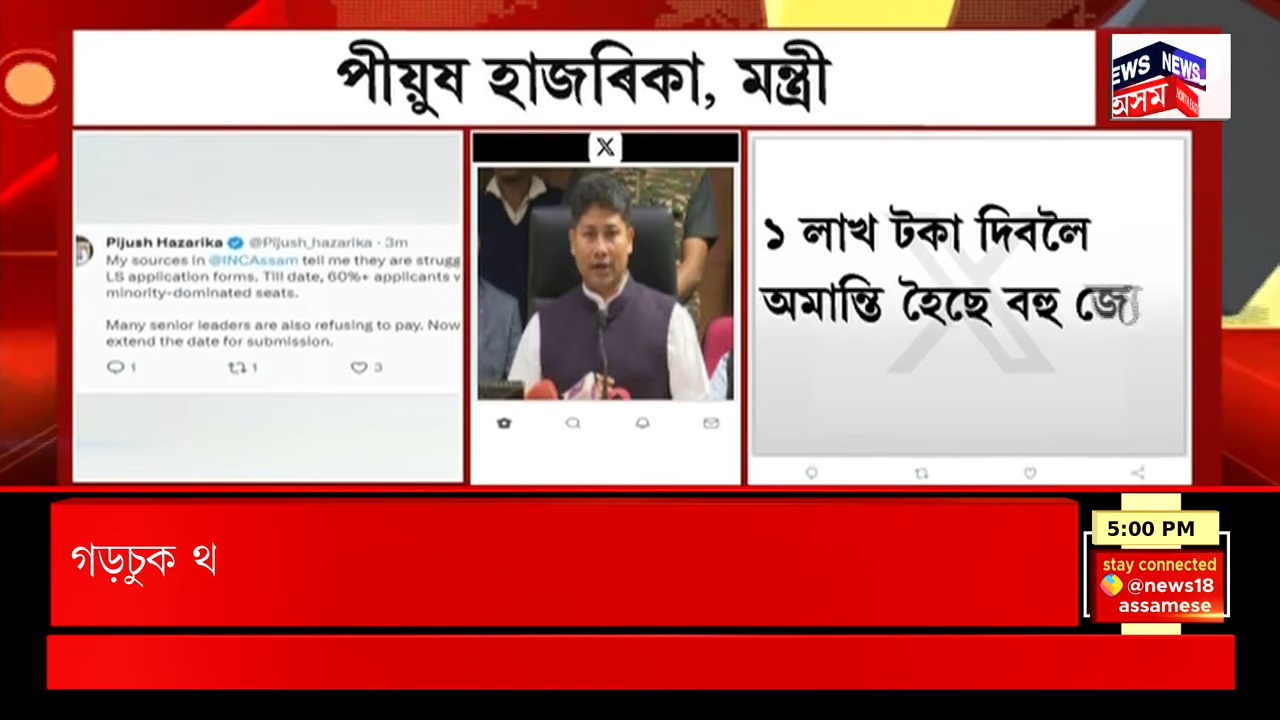 পীয়ুষ হাজৰিকা, মন্ত্ৰী
EWS NEWS
অসম
NORTH EAST
X
Pijush Hazarika @Pijush_hazarika · 3m
My sources in @INCAssam tell me they are strugg
LS application forms. Till date, 60%+ applicants
minority-dominated seats.
Many senior leaders are also refusing to pay. Now
extend the date for submission.
1 1 3
১ লাখ টকা দিবলৈ
অমান্তি হৈছে বহু জ্যে
গড়চুক থ
5:00 PM
stay connected
@news18
assamese